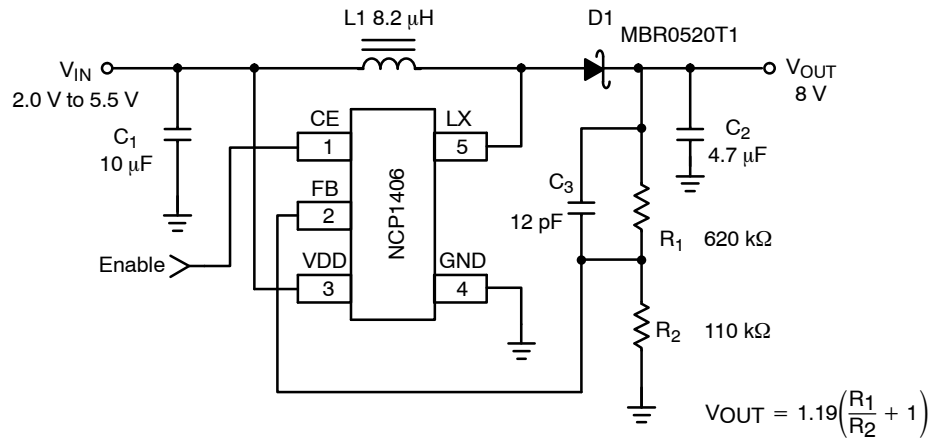 L1 8.2 μH
D1
MBR0520T1
VIN
2.0 V to 5.5 V
VOUT
8 V
C1
10 μF
CE
1
LX
5
C2
4.7 μF
FB
2
NCP1406
C3
12 pF
R1 620 kΩ
Enable
VDD
3
GND
4
R2 110 kΩ
VOUT = 1.19(R1/R2 + 1)